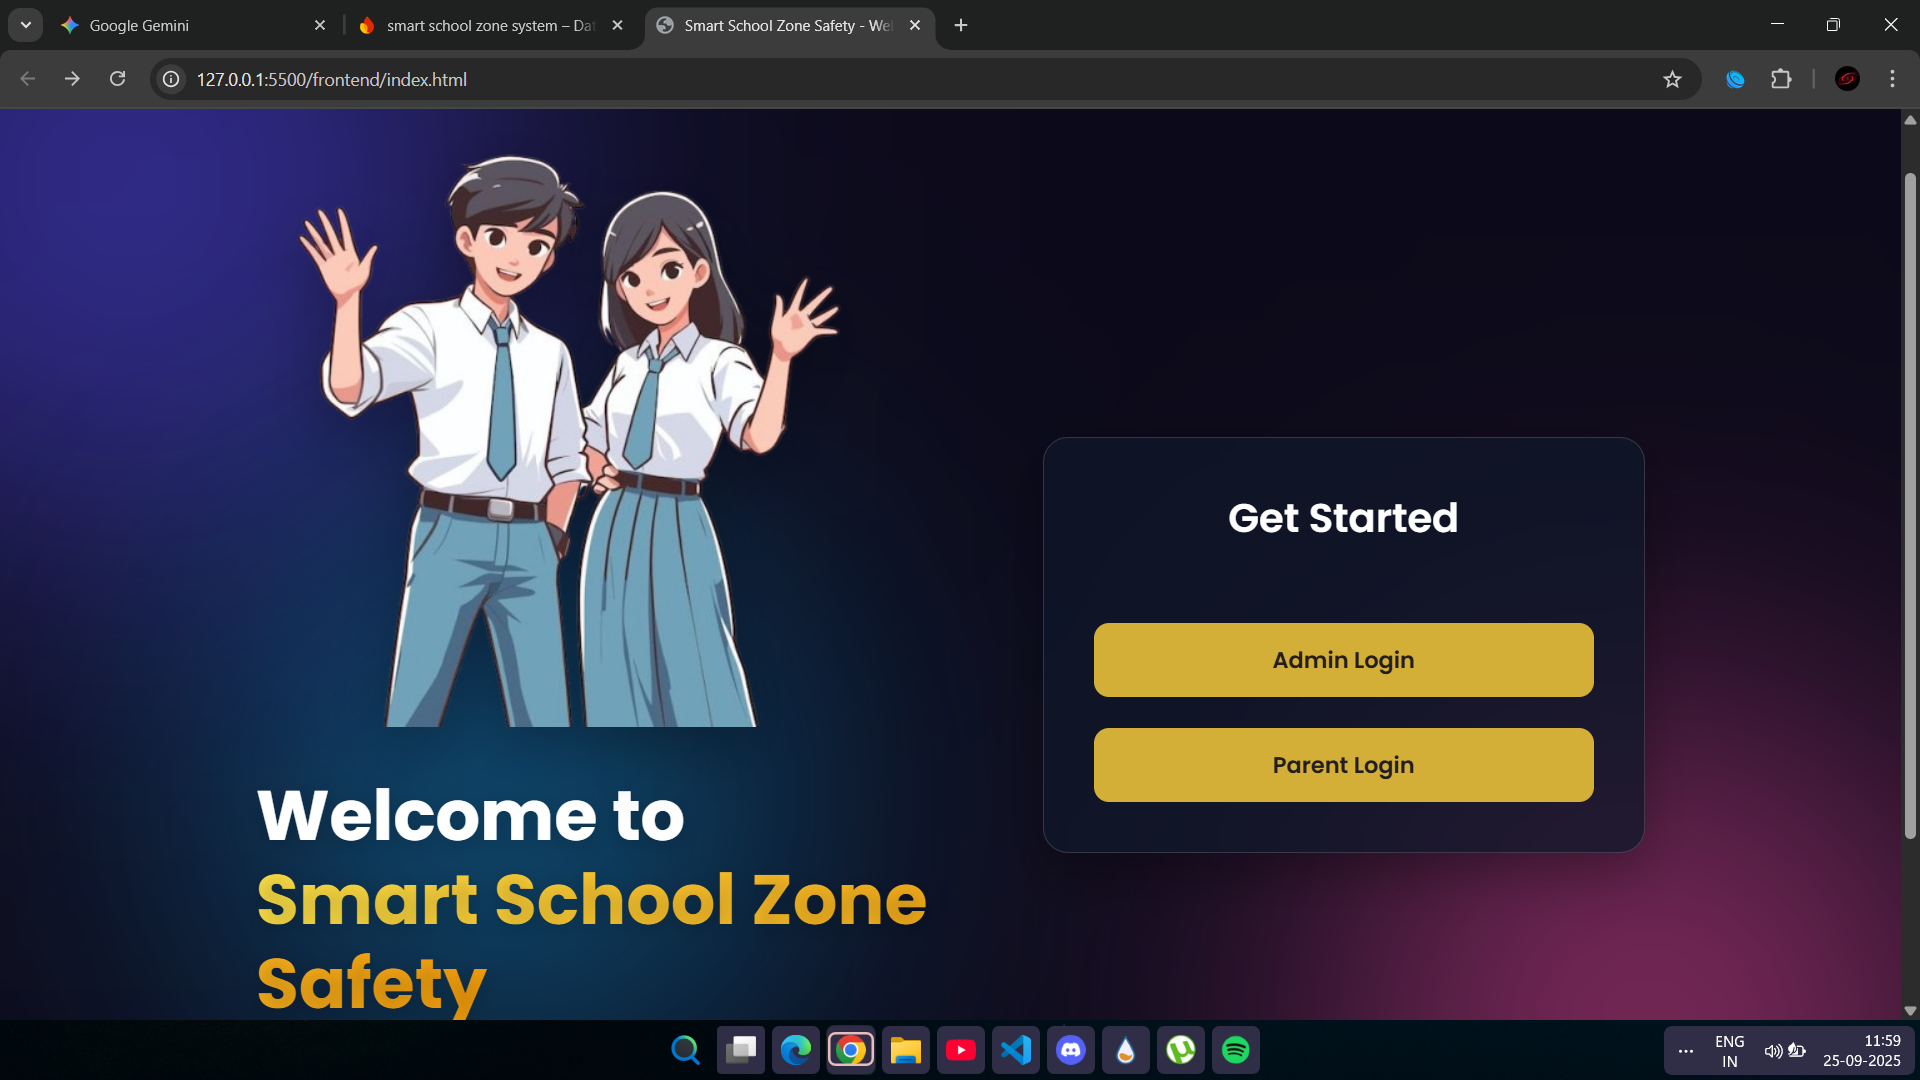 Google Gemini
smart school zone system – Dat
Smart School Zone Safety - Wel
127.0.0.1:5500/frontend/index.html
Get Started
Admin Login
Parent Login
Welcome to
Smart School Zone
Safety
ENG
IN
11:59
25-09-2025